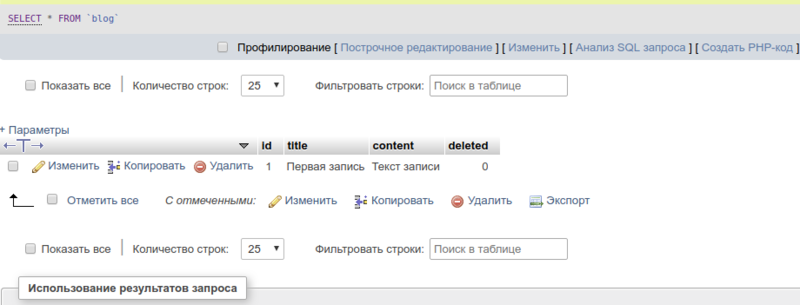 SELECT * FROM `blog`
Профилирование [ Построчное редактирование ] [ Изменить ] [ Анализ SQL запроса ] [ Создать PHP-код ]
Показать все | Количество строк: 25 Фильтровать строки: Поиск в таблице
+ Параметры
←T→ id title content deleted
Изменить Копировать Удалить 1 Первая запись Текст записи 0
Отметить все С отмеченными: Изменить Копировать Удалить Экспорт
Показать все | Количество строк: 25 Фильтровать строки: Поиск в таблице
Использование результатов запроса